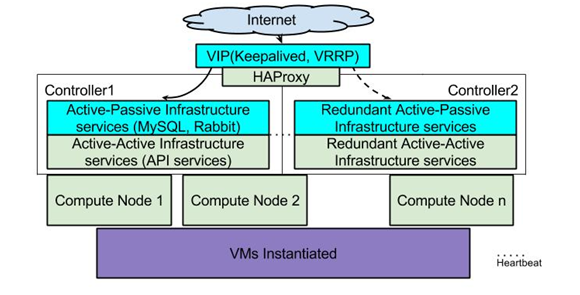 Internet
VIP(Keepalived, VRRP)
HAProxy
Controller1
Controller2
Active-Passive Infrastructure
services (MySQL, Rabbit)
Active-Active Infrastructure
services (API services)
Redundant Active-Passive
Infrastructure services
Redundant Active-Active
Infrastructure services
Compute Node 1
Compute Node 2
Compute Node n
VMs Instantiated
Heartbeat